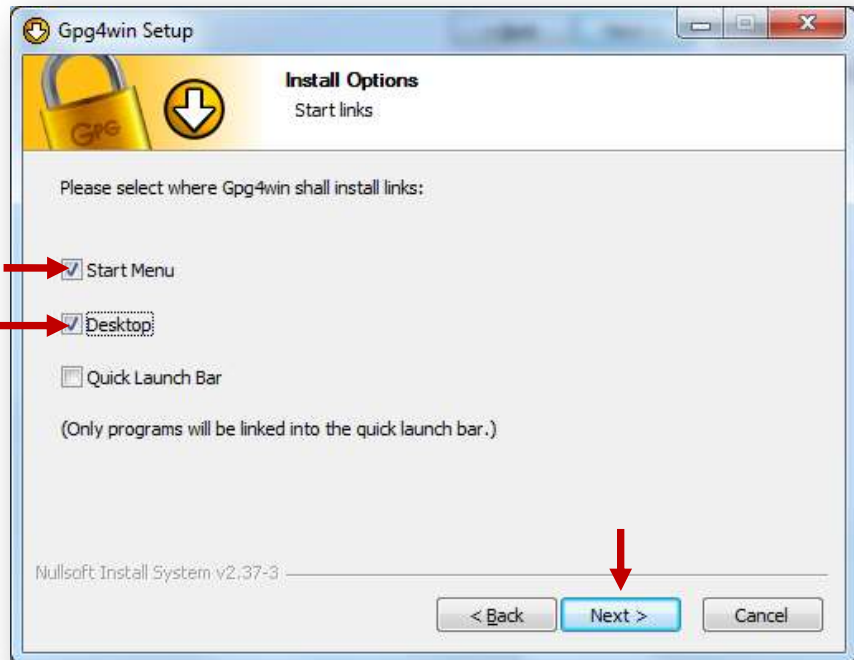 Gpg4win Setup
GPG
Install Options
Start links
Please select where Gpg4win shall install links:
Start Menu
Desktop
Quick Launch Bar
(Only programs will be linked into the quick launch bar.)
Nullsoft Install System v2.37-3
< Back Next > Cancel